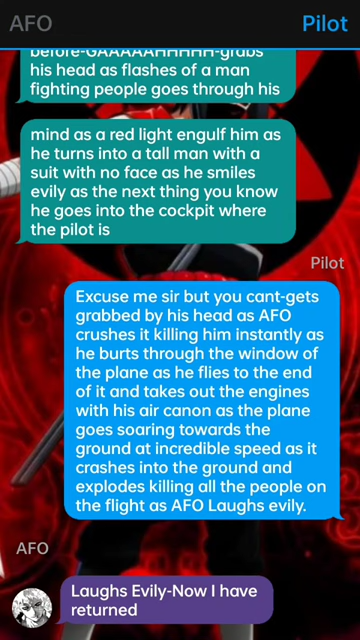 AFO
Pilot
before-GAAAAAHHHHH-grabs
his head as flashes of a man
fighting people goes through his
mind as a red light engulf him as
he turns into a tall man with a
suit with no face as he smiles
evily as the next thing you know
he goes into the cockpit where
the pilot is
Pilot
Excuse me sir but you cant-gets
grabbed by his head as AFO
crushes it killing him instantly as
he burts through the window of
the plane as he flies to the end
of it and takes out the engines
with his air canon as the plane
goes soaring towards the
ground at incredible speed as it
crashes into the ground and
explodes killing all the people on
the flight as AFO Laughs evily.
AFO
Laughs Evily-Now I have
returned